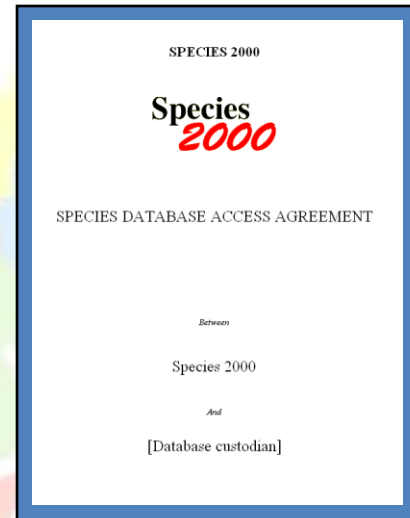 SPECIES 2000
Species
2000
SPECIES DATABASE ACCESS AGREEMENT
Between
Species 2000
And
[Database custodian]